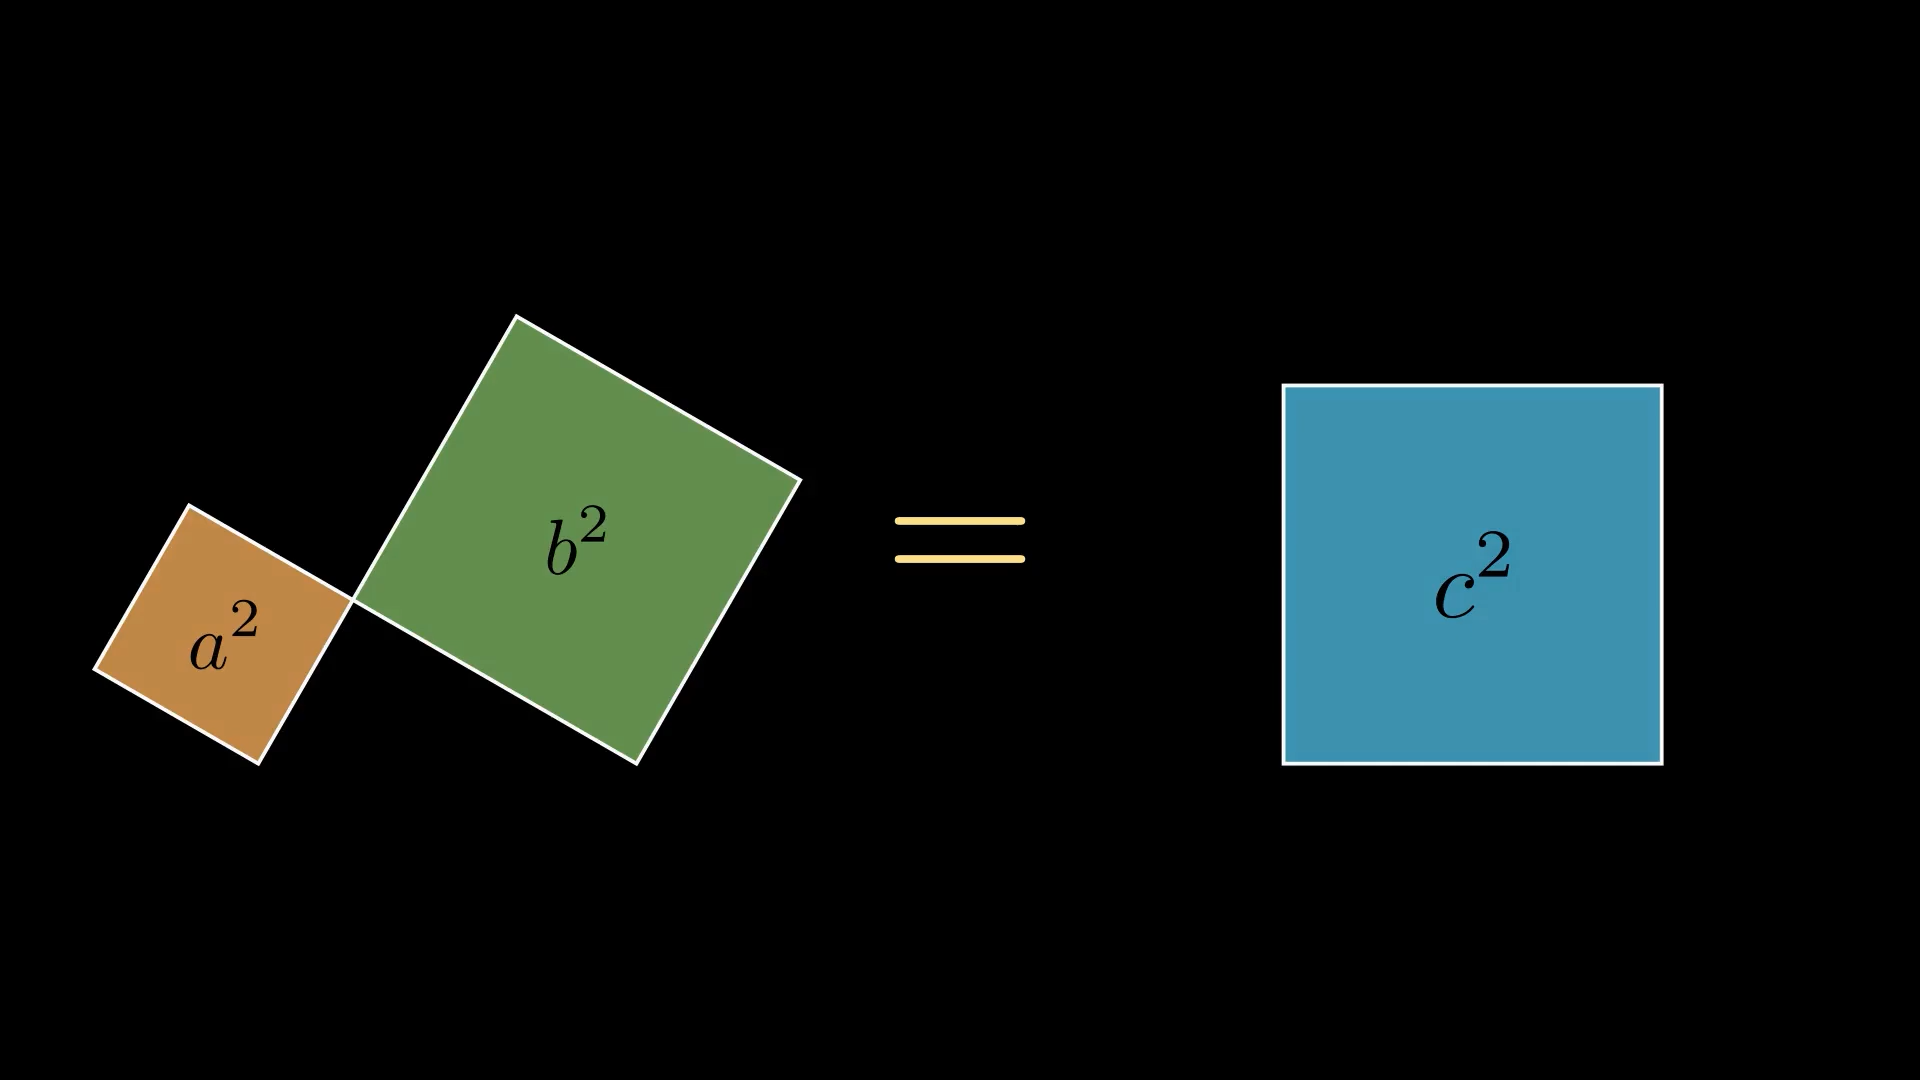 a² b² = c²